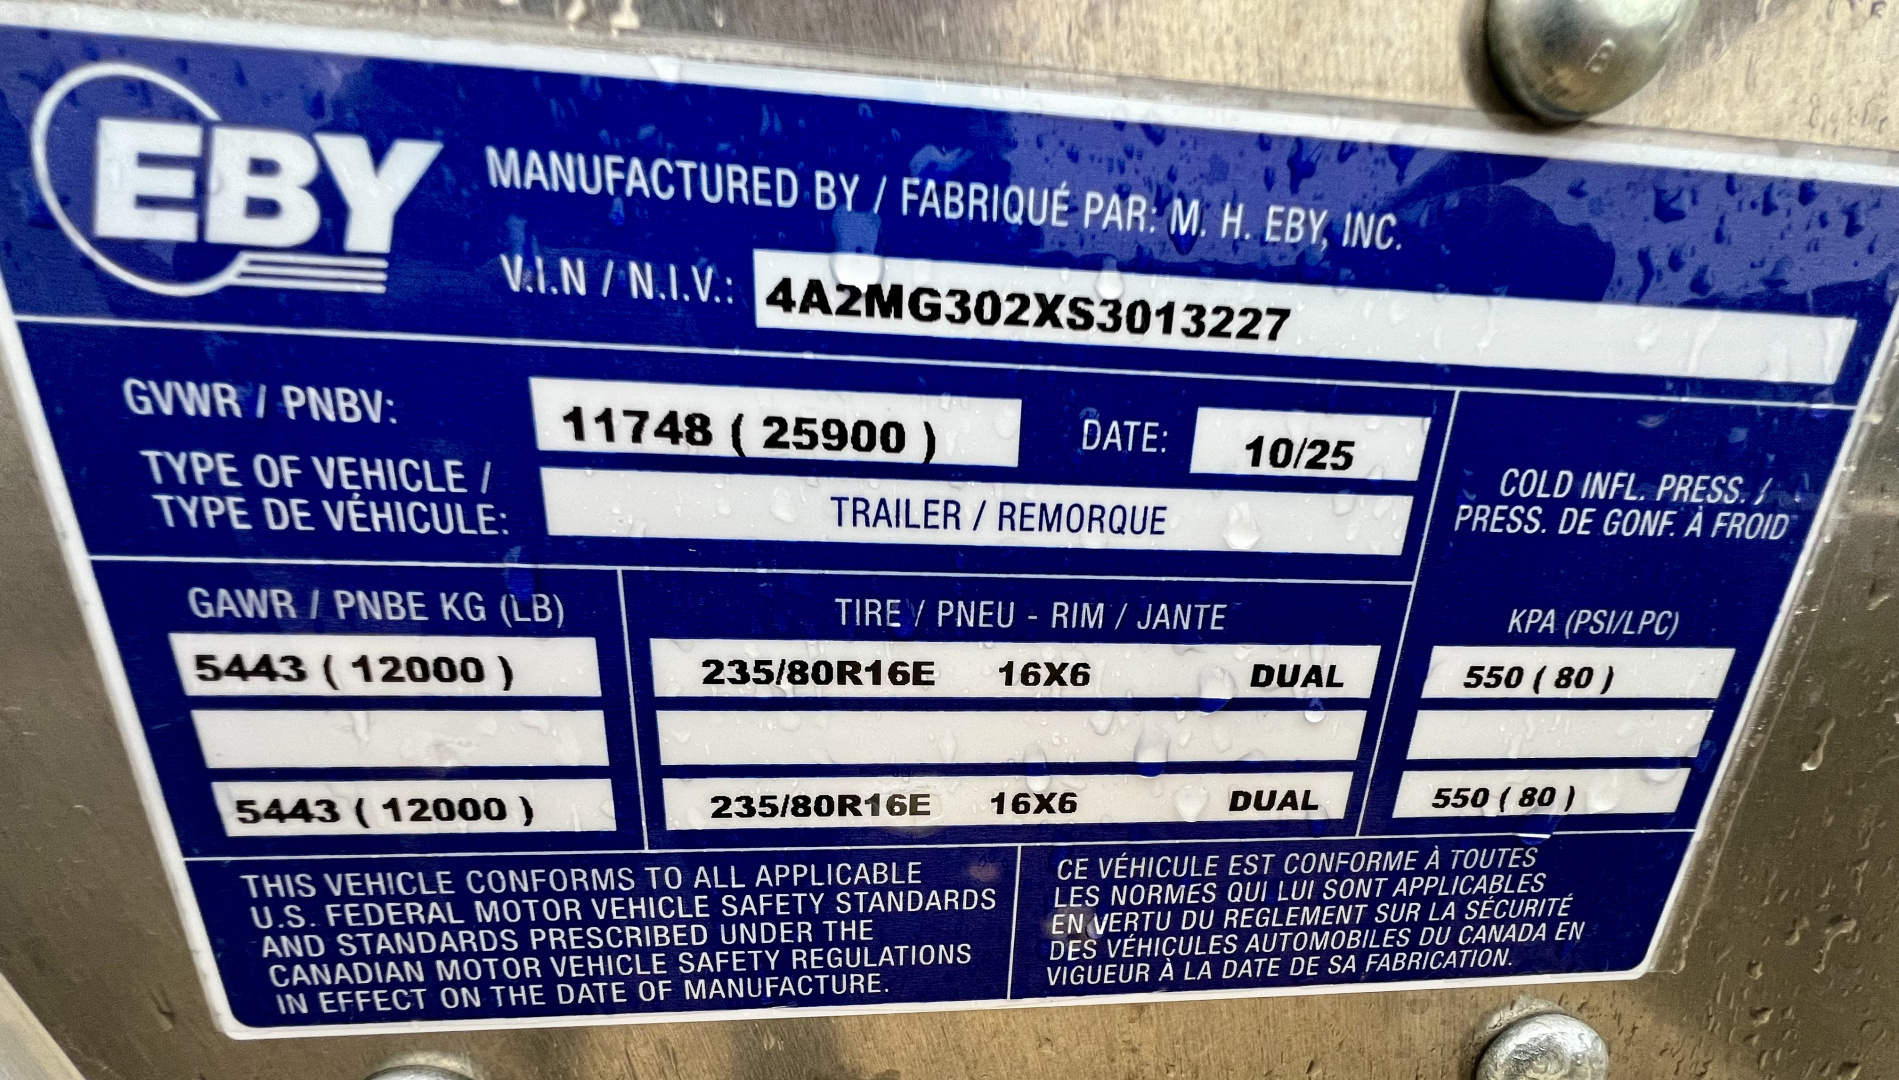 EBY
MANUFACTURED BY / FABRIQUÉ PAR: M. H. EBY, INC.
V.I.N / N.I.V.: 4A2MG302XS3013227
GVWR / PNBV: 11748 ( 25900 ) DATE: 10/25
TYPE OF VEHICLE /
TYPE DE VÉHICULE: TRAILER / REMORQUE
COLD INFL. PRESS. /
PRESS. DE GONF. À FROID
GAWR / PNBE KG (LB) TIRE / PNEU - RIM / JANTE KPA (PSI/LPC)
5443 ( 12000 ) 235/80R16E 16X6 DUAL 550 ( 80 )
5443 ( 12000 ) 235/80R16E 16X6 DUAL 550 ( 80 )
THIS VEHICLE CONFORMS TO ALL APPLICABLE
U.S. FEDERAL MOTOR VEHICLE SAFETY STANDARDS
AND STANDARDS PRESCRIBED UNDER THE
CANADIAN MOTOR VEHICLE SAFETY REGULATIONS
IN EFFECT ON THE DATE OF MANUFACTURE.
CE VÉHICULE EST CONFORME À TOUTES
LES NORMES QUI LUI SONT APPLICABLES
EN VERTU DU REGLEMENT SUR LA SÉCURITÉ
DES VÉHICULES AUTOMOBILES DU CANADA EN
VIGUEUR À LA DATE DE SA FABRICATION.